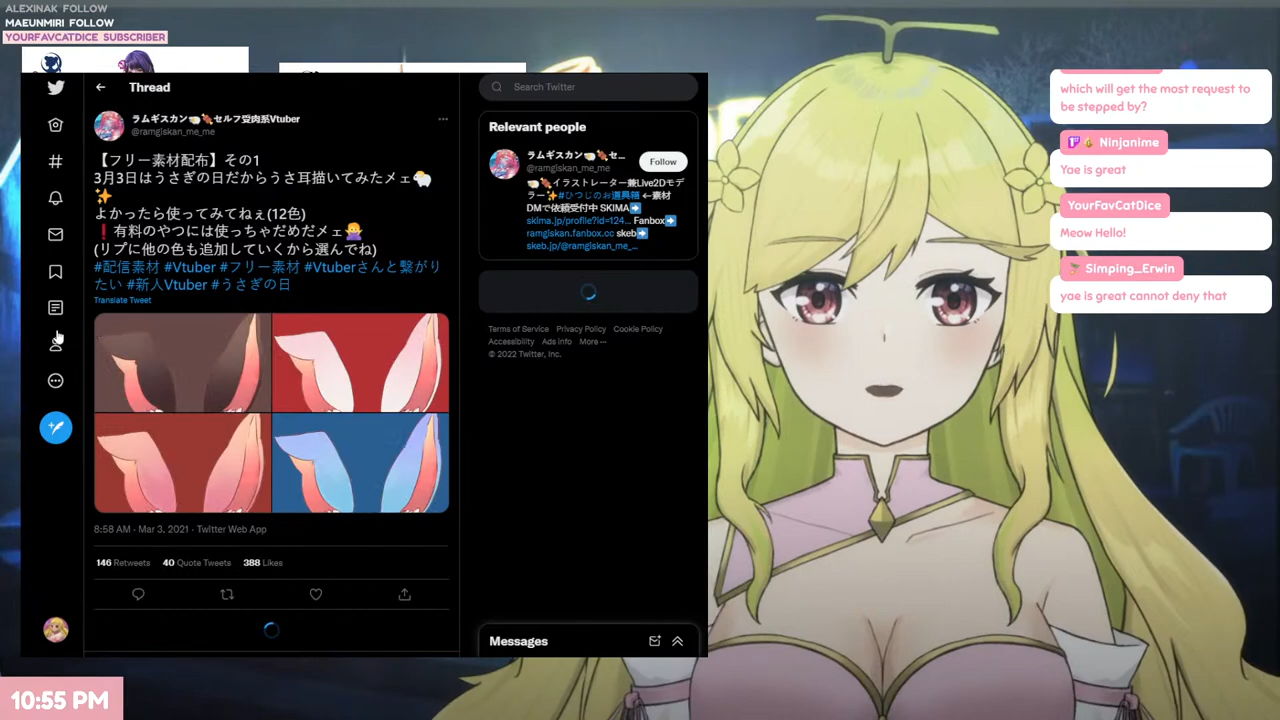 ALEXINAK FOLLOW
MAEUNMIRI FOLLOW
YOURFAVCATDICE SUBSCRIBER
Thread
ラムギスカン🐑🍖セルフ受肉系Vtuber
@ramgiskan_me_me
【フリー素材配布】その1
3月3日はうさぎの日だからうさ耳描いてみたメェ🐑
✨
よかったら使ってみてねぇ(12色)
❗有料のやつには使っちゃだめだメェ🙅‍♀️
(リプに他の色も追加していくから選んでね)
#配信素材 #Vtuber #フリー素材 #Vtuberさんと繋がり
たい #新人Vtuber #うさぎの日
Translate Tweet
8:58 AM · Mar 3, 2021 · Twitter Web App
146 Retweets 40 Quote Tweets 388 Likes
Search Twitter
Relevant people
ラムギスカン🐑🍖セ...
@ramgiskan_me_me
Follow
🐑🍖イラストレーター兼Live2Dモデ
ラー✨#ひつじのお道具箱 ←素材
DMで依頼受付中 SKIMA➡
skima.jp/profile?id=124... Fanbox➡
ramgiskan.fanbox.cc skeb➡
skeb.jp/@ramgiskan_me_...
Terms of Service Privacy Policy Cookie Policy
Accessibility Ads info More ···
© 2022 Twitter, Inc.
Messages
which will get the most request to
be stepped by?
Ninjanime
Yae is great
YourFavCatDice
Meow Hello!
Simping_Erwin
yae is great cannot deny that
10:55 PM